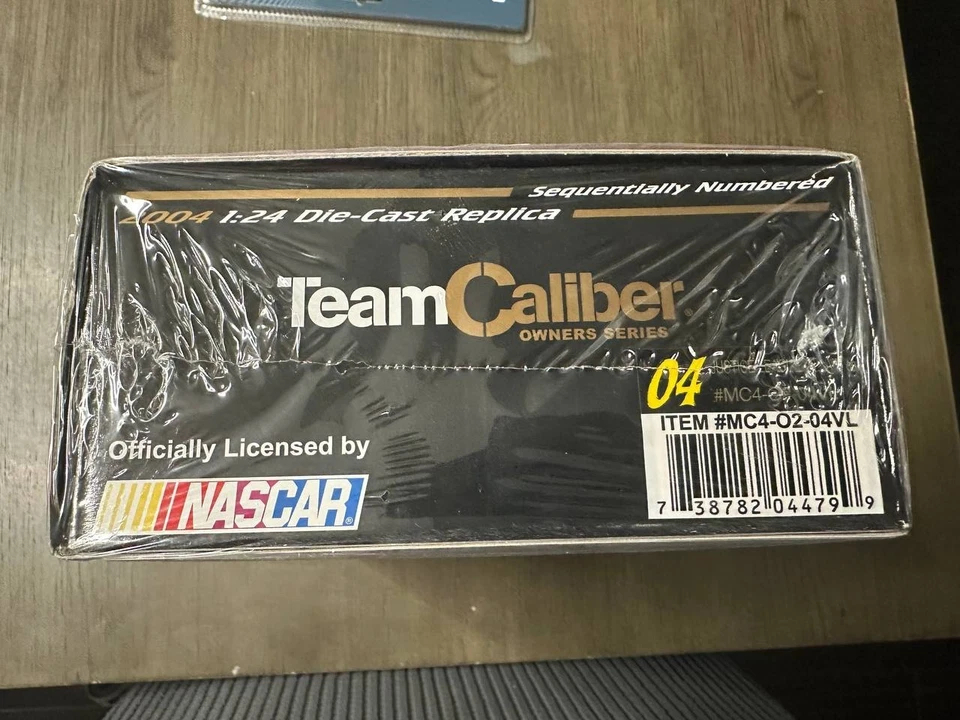 Sequentially Numbered
2004 1:24 Die-Cast Replica
TeamCaliber
OWNERS SERIES
04
#MC4-O
ITEM #MC4-O2-04VL
7 38782 04479 9
Officially Licensed by
NASCAR®